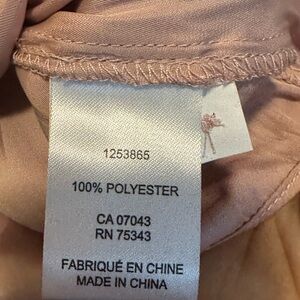 1253865
100% POLYESTER
CA 07043
RN 75343
FABRIQUÉ EN CHINE
MADE IN CHINA